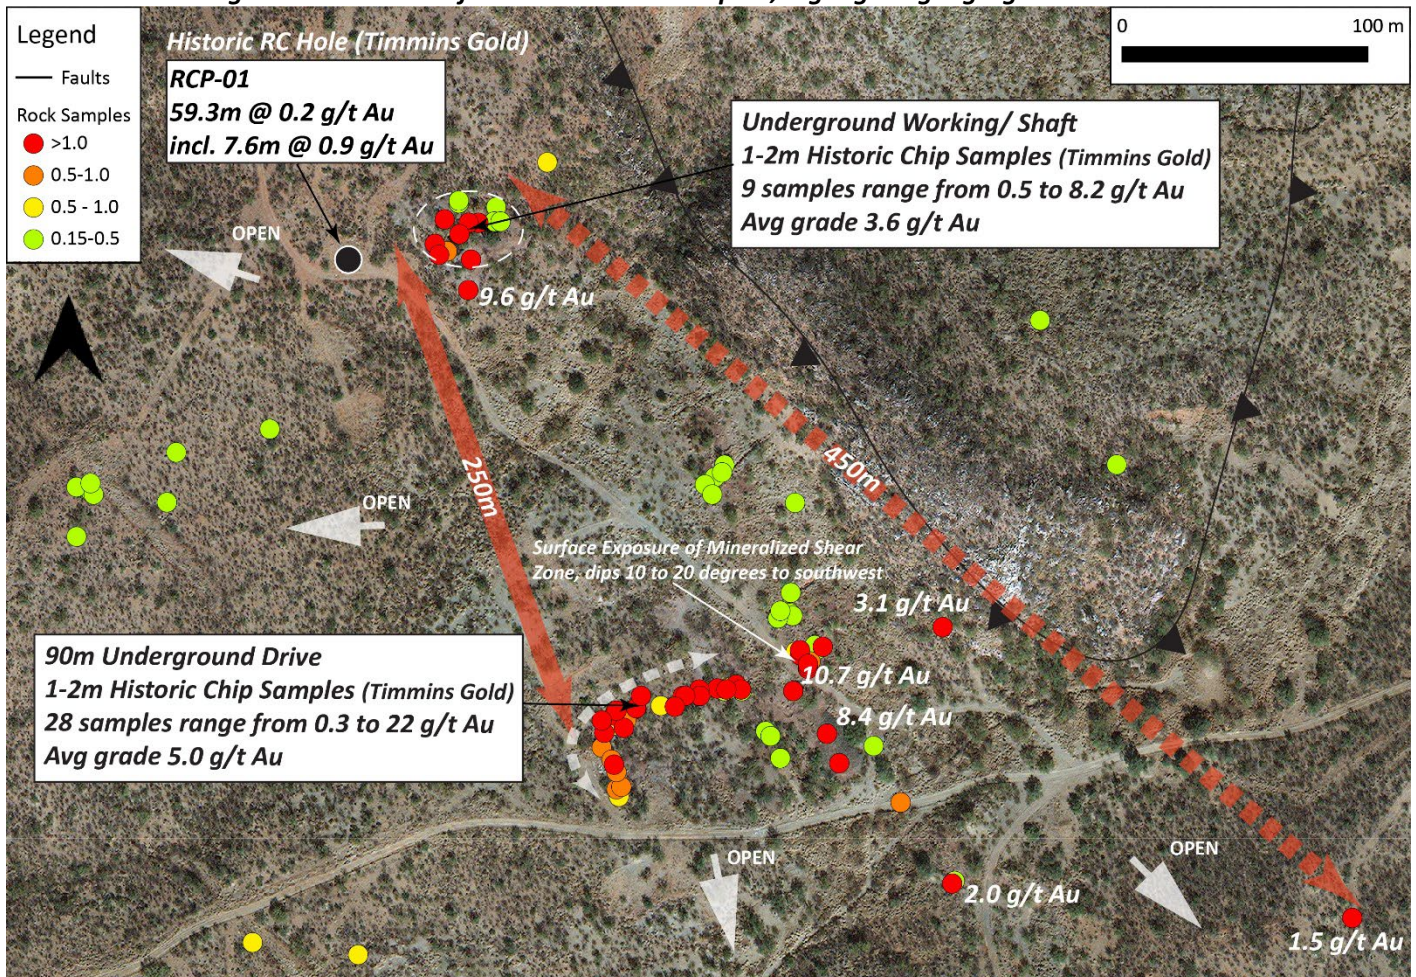 Legend
Faults
Rock Samples
>1.0
0.5-1.0
0.5 - 1.0
0.15-0.5
Historic RC Hole (Timmins Gold)
RCP-01
59.3m @ 0.2 g/t Au
incl. 7.6m @ 0.9 g/t Au
0 100 m
Underground Working/ Shaft
1-2m Historic Chip Samples (Timmins Gold)
9 samples range from 0.5 to 8.2 g/t Au
Avg grade 3.6 g/t Au
OPEN
9.6 g/t Au
250m
450m
OPEN
Surface Exposure of Mineralized Shear
Zone, dips 10 to 20 degrees to southwest
3.1 g/t Au
10.7 g/t Au
8.4 g/t Au
90m Underground Drive
1-2m Historic Chip Samples (Timmins Gold)
28 samples range from 0.3 to 22 g/t Au
Avg grade 5.0 g/t Au
OPEN
OPEN
2.0 g/t Au
1.5 g/t Au